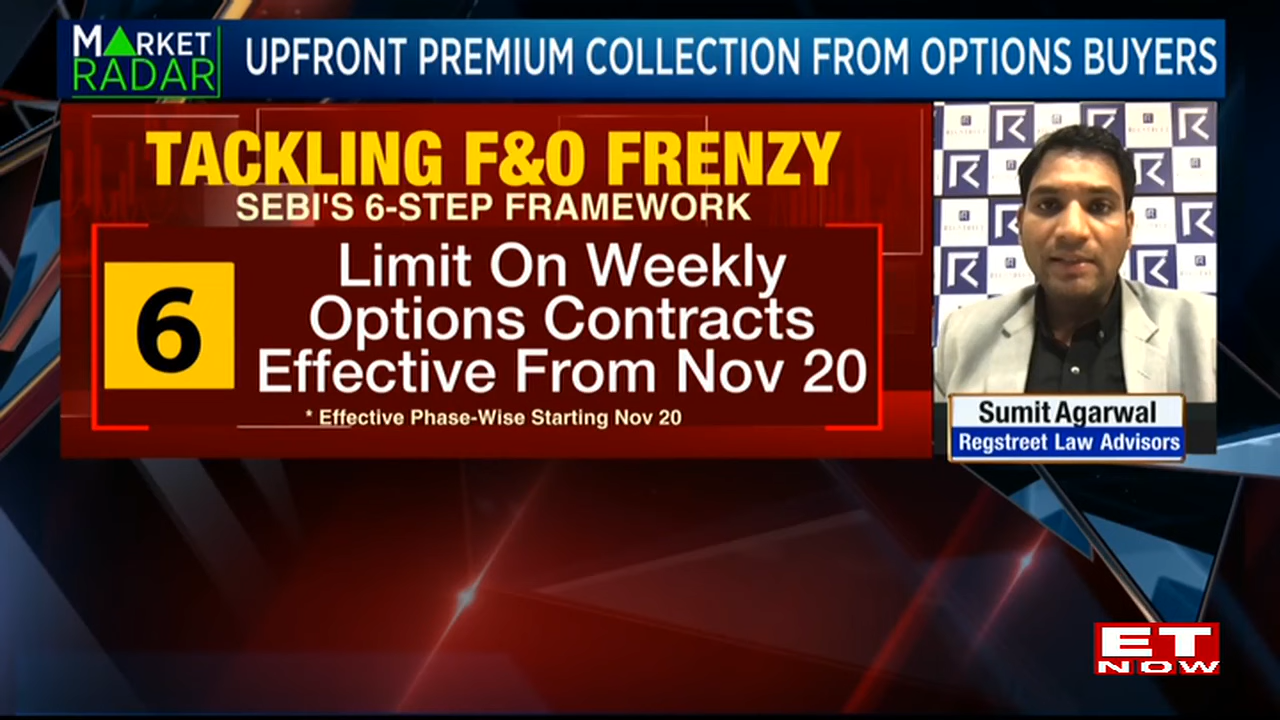 MARKET
RADAR
UPFRONT PREMIUM COLLECTION FROM OPTIONS BUYERS
TACKLING F&O FRENZY
SEBI'S 6-STEP FRAMEWORK
6
Limit On Weekly
Options Contracts
Effective From Nov 20
* Effective Phase-Wise Starting Nov 20
Sumit Agarwal
Regstreet Law Advisors
ET
NOW